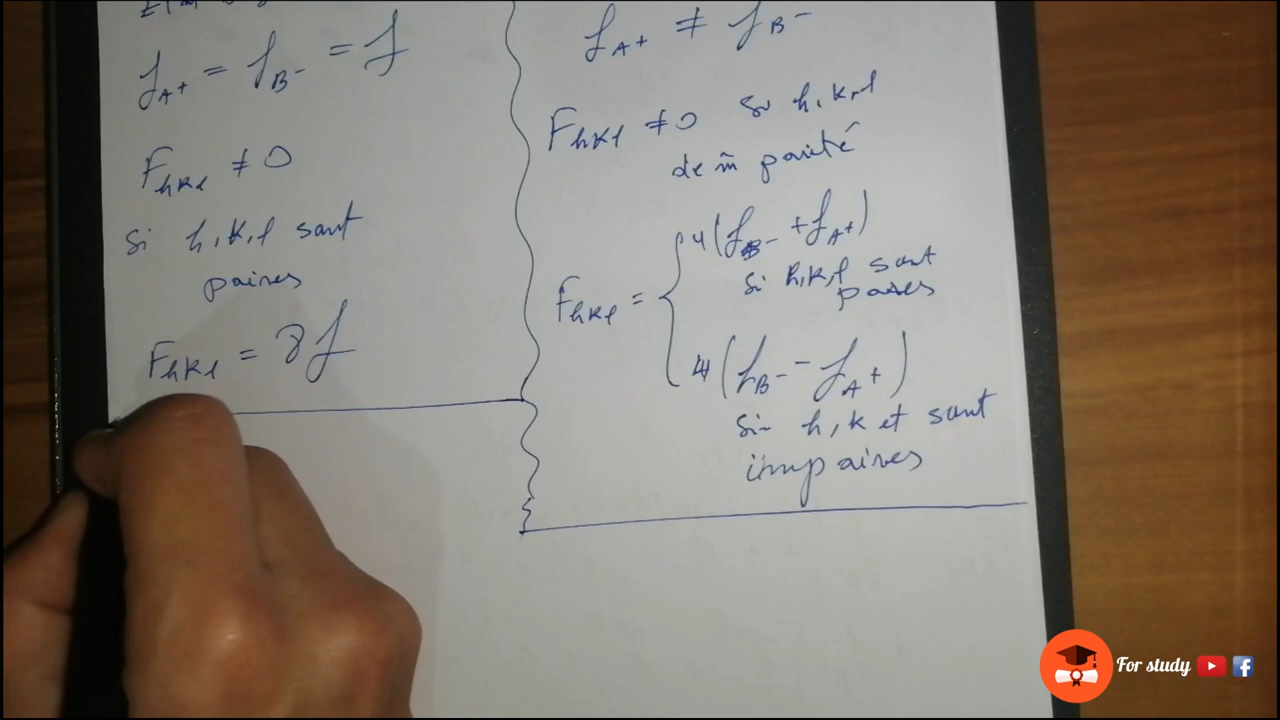 f_A+ = f_B- = f
F_hKl ≠ 0
Si h,K,l sont
paires
F_hKl = 8f
f_A+ ≠ f_B-
F_hKl ≠ 0 si h,K,l
de m̄ parité
F_hKl = { 4(f_B- + f_A+)
si h,K,l sont
paires
4(f_B- - f_A+)
si h,K et sont
impaires
For study